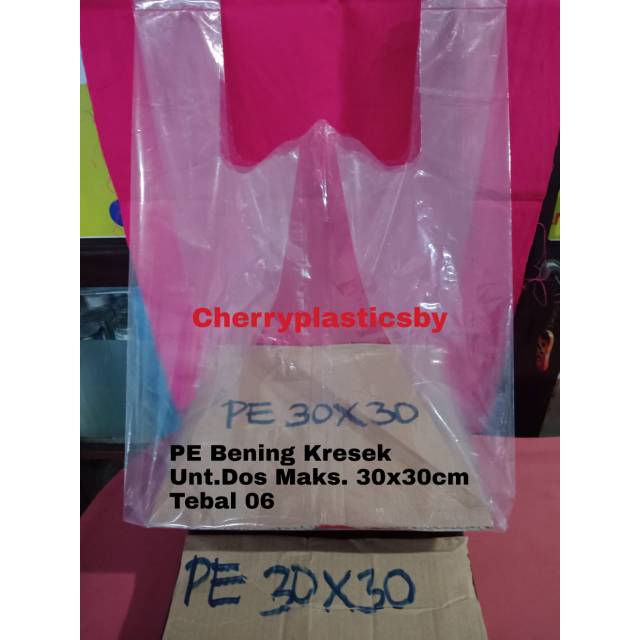 Cherryplasticsby
PE 30X30
PE Bening Kresek
Unt.Dos Maks. 30x30cm
Tebal 06
PE 30X30